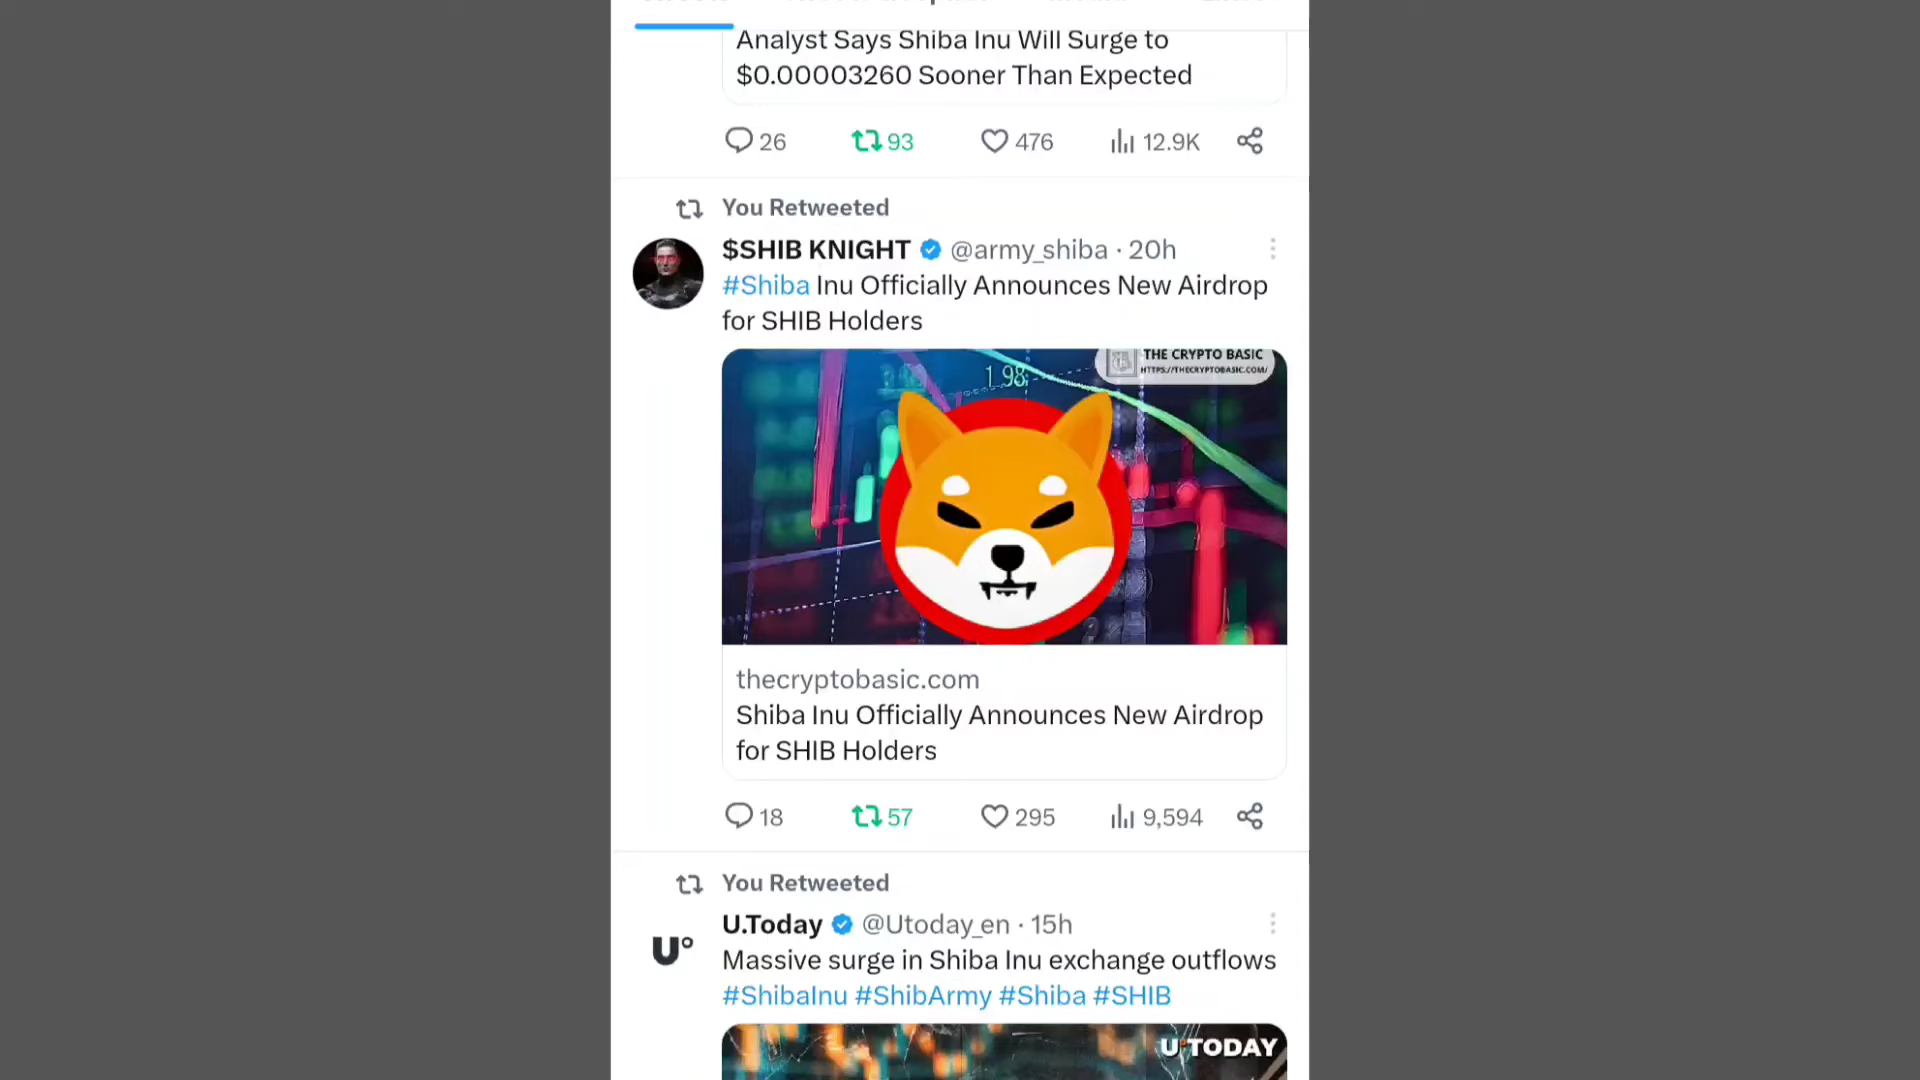 Analyst Says Shiba Inu Will Surge to
$0.00003260 Sooner Than Expected
26 93 476 12.9K
You Retweeted
$SHIB KNIGHT @army_shiba · 20h
#Shiba Inu Officially Announces New Airdrop
for SHIB Holders
THE CRYPTO BASIC
HTTPS://THECRYPTOBASIC.COM/
1.98
thecryptobasic.com
Shiba Inu Officially Announces New Airdrop
for SHIB Holders
18 57 295 9,594
You Retweeted
U.Today @Utoday_en · 15h
U°
Massive surge in Shiba Inu exchange outflows
#ShibaInu #ShibArmy #Shiba #SHIB
U TODAY